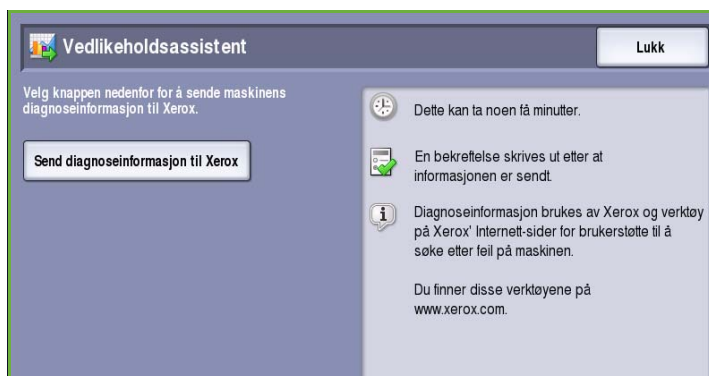 Vedlikeholdsassistent
Lukk
Velg knappen nedenfor for å sende maskinens
diagnoseinformasjon til Xerox.
Send diagnoseinformasjon til Xerox
Dette kan ta noen få minutter.
En bekreftelse skrives ut etter at
informasjonen er sendt.
Diagnoseinformasjon brukes av Xerox og verktøy
på Xerox' Internett-sider for brukerstøtte til å
søke etter feil på maskinen.
Du finner disse verktøyene på
www.xerox.com.